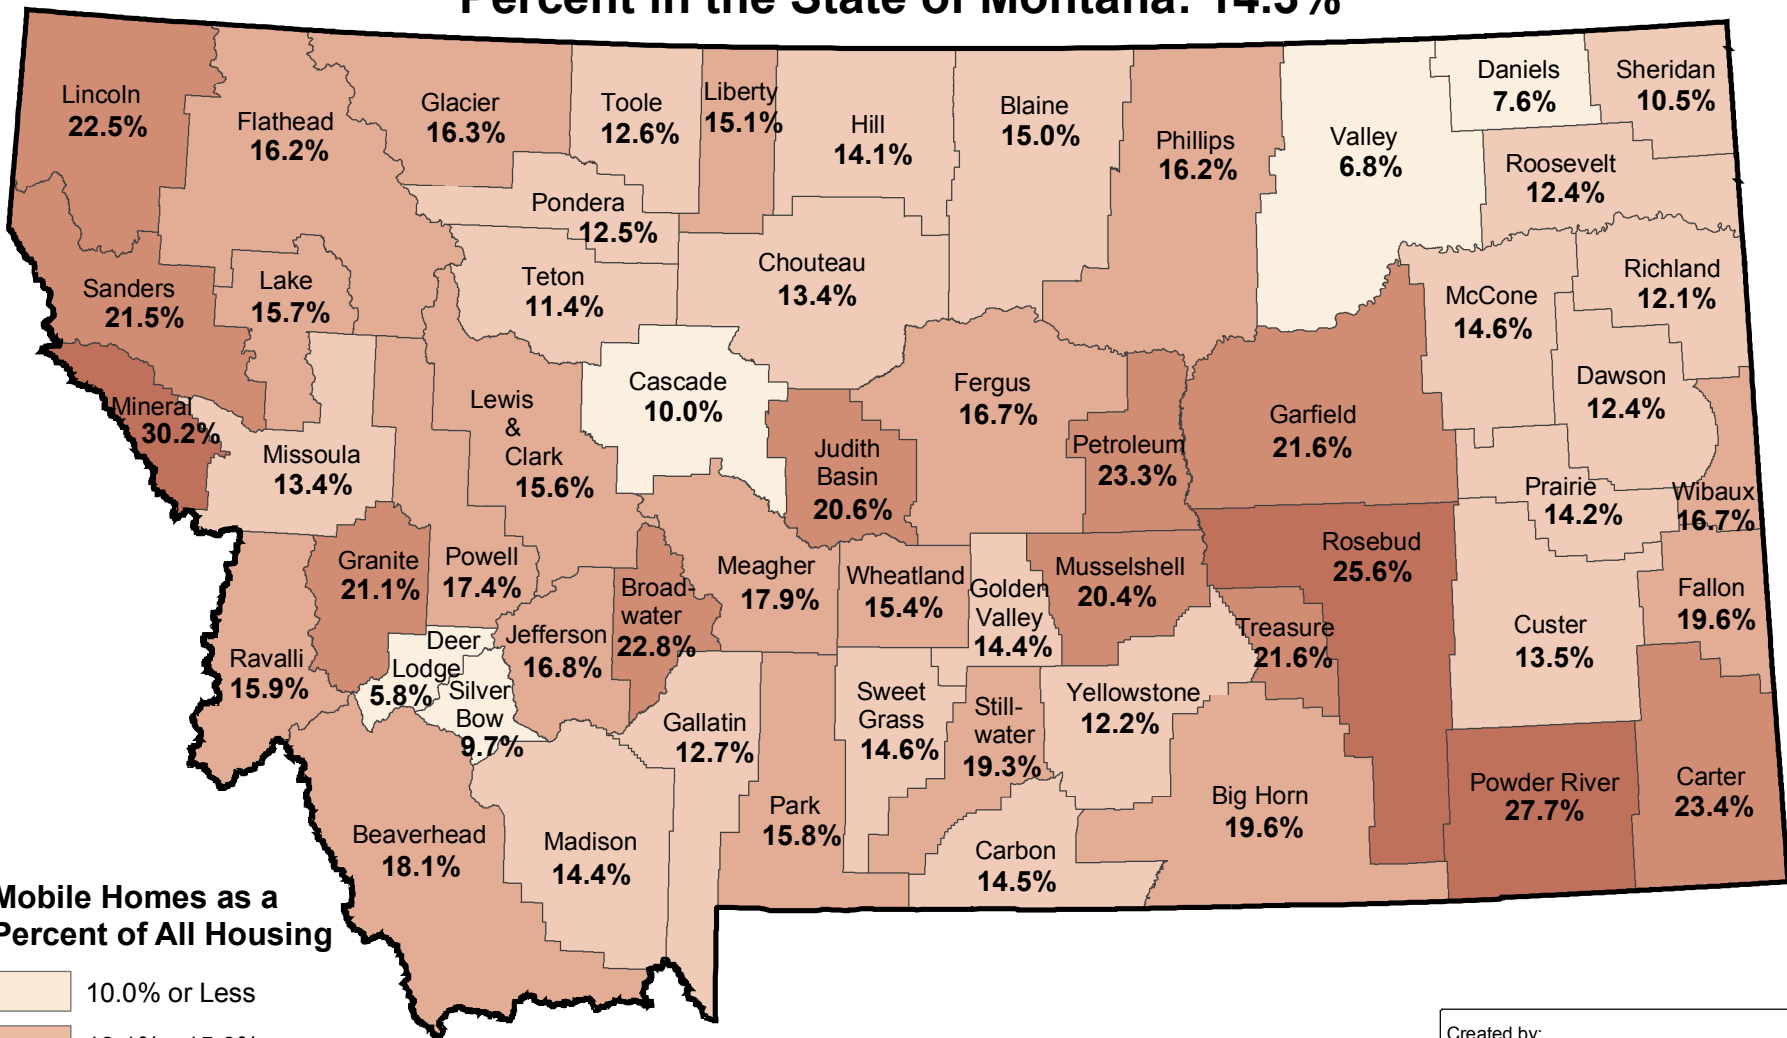 Percent in the State of Montana: 14.3%
Lincoln
22.5%
Flathead
16.2%
Glacier
16.3%
Toole
12.6%
Liberty
15.1%
Hill
14.1%
Blaine
15.0%
Phillips
16.2%
Valley
6.8%
Daniels
7.6%
Sheridan
10.5%
Roosevelt
12.4%
Pondera
12.5%
Teton
11.4%
Chouteau
13.4%
Sanders
21.5%
Lake
15.7%
McCone
14.6%
Richland
12.1%
Dawson
12.4%
Mineral
30.2%
Missoula
13.4%
Lewis
&
Clark
15.6%
Cascade
10.0%
Judith
Basin
20.6%
Fergus
16.7%
Petroleum
23.3%
Garfield
21.6%
Prairie
14.2%
Wibaux
16.7%
Granite
21.1%
Powell
17.4%
Broad-
water
22.8%
Meagher
17.9%
Wheatland
15.4%
Golden
Valley
14.4%
Musselshell
20.4%
Rosebud
25.6%
Treasure
21.6%
Custer
13.5%
Fallon
19.6%
Ravalli
15.9%
Deer
Lodge
5.8%
Silver
Bow
9.7%
Jefferson
16.8%
Gallatin
12.7%
Park
15.8%
Sweet
Grass
14.6%
Still-
water
19.3%
Yellowstone
12.2%
Big Horn
19.6%
Powder River
27.7%
Carter
23.4%
Beaverhead
18.1%
Madison
14.4%
Carbon
14.5%
Mobile Homes as a
Percent of All Housing
10.0% or Less
Created by: